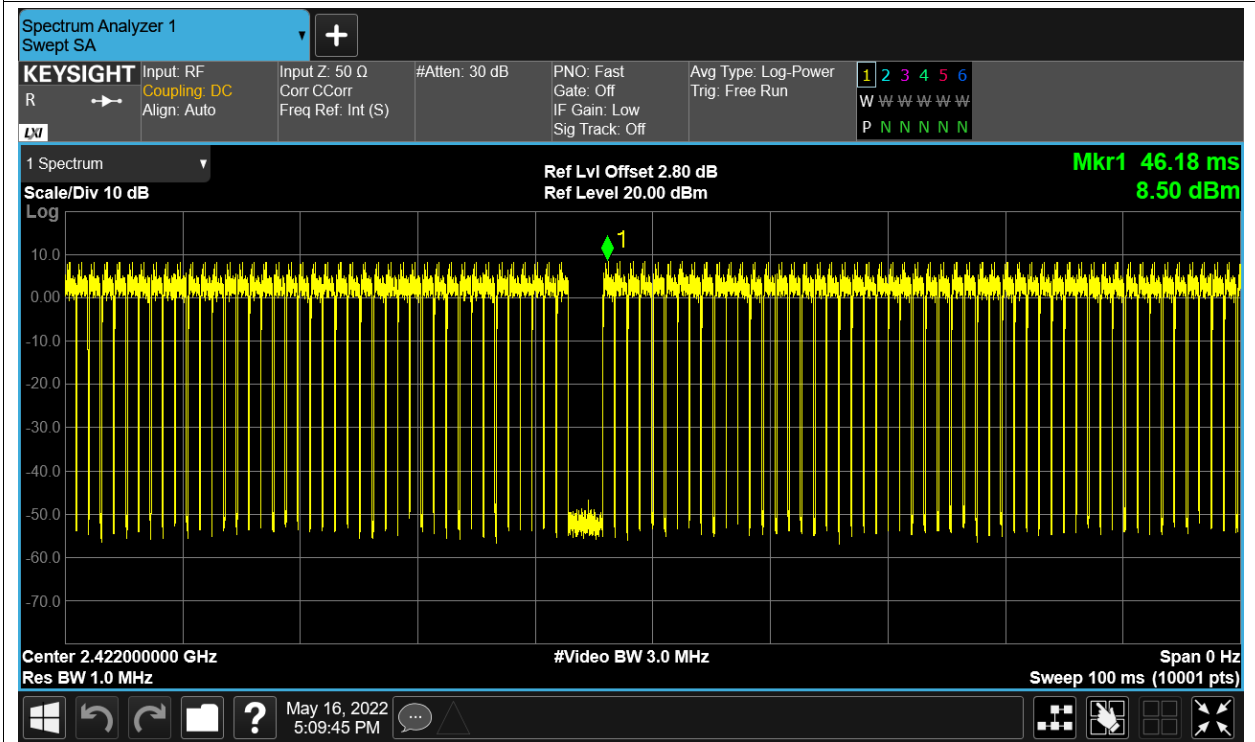 Spectrum Analyzer 1
Swept SA
KEYSIGHT
R
LXI
Input: RF
Coupling: DC
Align: Auto
Input Z: 50 Ω
Corr CCorr
Freq Ref: Int (S)
#Atten: 30 dB
PNO: Fast
Gate: Off
IF Gain: Low
Sig Track: Off
Avg Type: Log-Power
Trig: Free Run
1 2 3 4 5 6
W W W W W W
P N N N N N
1 Spectrum
Scale/Div 10 dB
Log
Ref Lvl Offset 2.80 dB
Ref Level 20.00 dBm
Mkr1 46.18 ms
8.50 dBm
1
10.0
0.00
-10.0
-20.0
-30.0
-40.0
-50.0
-60.0
-70.0
Center 2.422000000 GHz
#Video BW 3.0 MHz
Span 0 Hz
Res BW 1.0 MHz
Sweep 100 ms (10001 pts)
?
May 16, 2022
5:09:45 PM